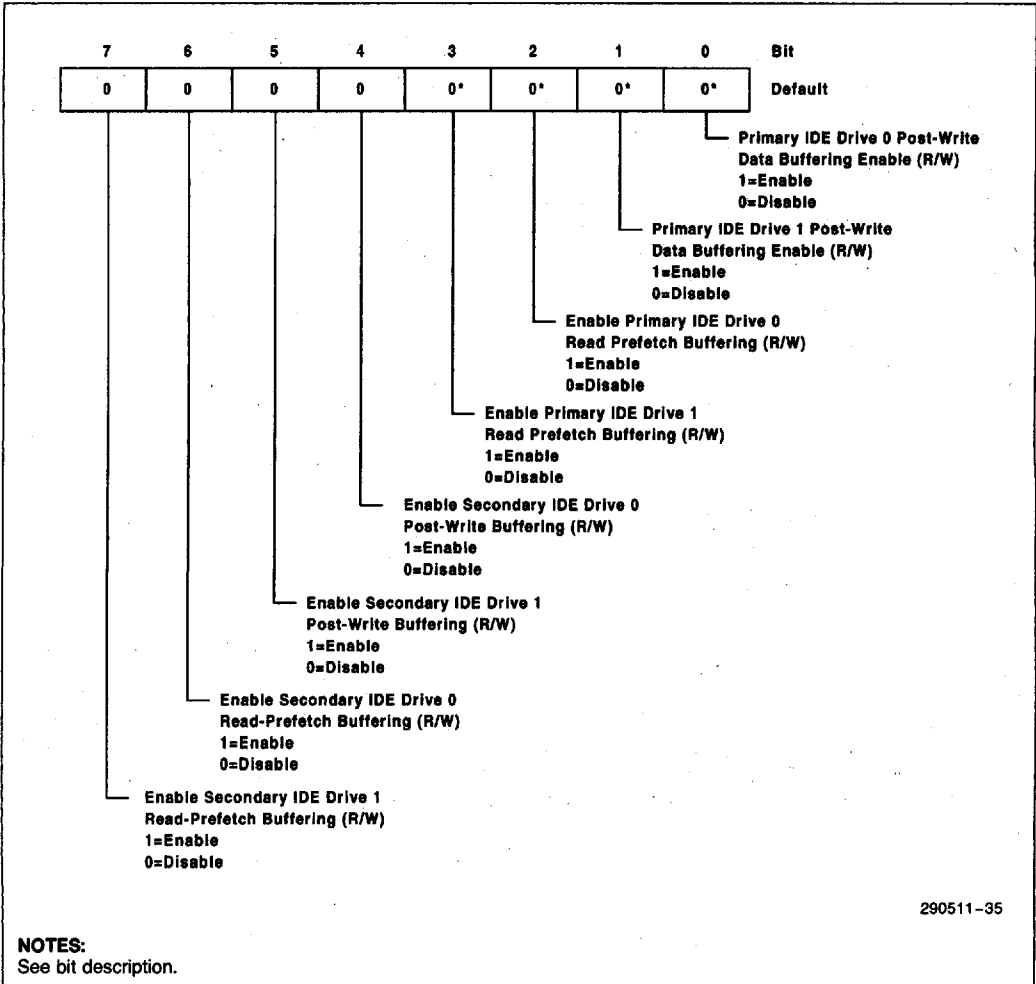 7 6 5 4 3 2 1 0 Bit
0 0 0 0 0* 0* 0* 0* Default
Primary IDE Drive 0 Post-Write
Data Buffering Enable (R/W)
1=Enable
0=Disable
Primary IDE Drive 1 Post-Write
Data Buffering Enable (R/W)
1=Enable
0=Disable
Enable Primary IDE Drive 0
Read Prefetch Buffering (R/W)
1=Enable
0=Disable
Enable Primary IDE Drive 1
Read Prefetch Buffering (R/W)
1=Enable
0=Disable
Enable Secondary IDE Drive 0
Post-Write Buffering (R/W)
1=Enable
0=Disable
Enable Secondary IDE Drive 1
Post-Write Buffering (R/W)
1=Enable
0=Disable
Enable Secondary IDE Drive 0
Read-Prefetch Buffering (R/W)
1=Enable
0=Disable
Enable Secondary IDE Drive 1
Read-Prefetch Buffering (R/W)
1=Enable
0=Disable
290511-35
NOTES:
See bit description.